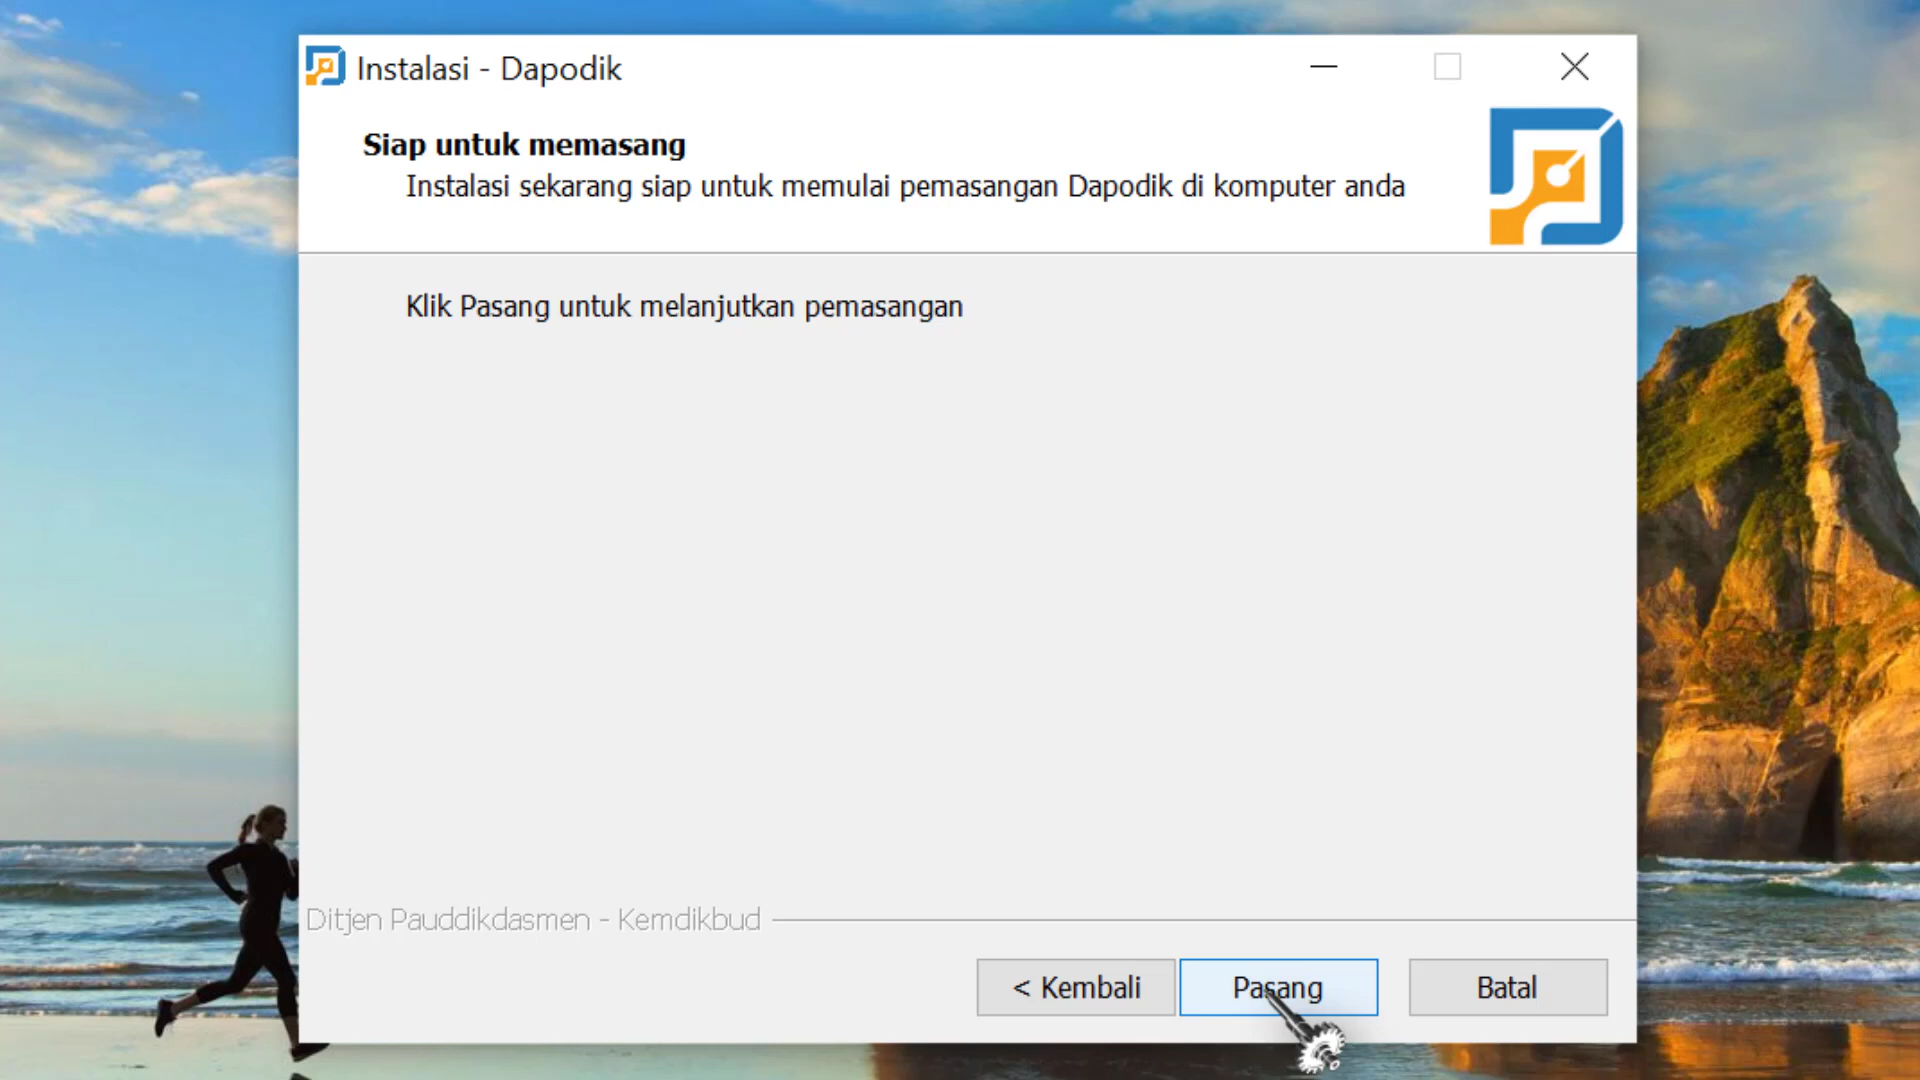 Instalasi - Dapodik
Siap untuk memasang
Instalasi sekarang siap untuk memulai pemasangan Dapodik di komputer anda
Klik Pasang untuk melanjutkan pemasangan
Ditjen Pauddikdasmen - Kemdikbud
< Kembali
Pasang
Batal